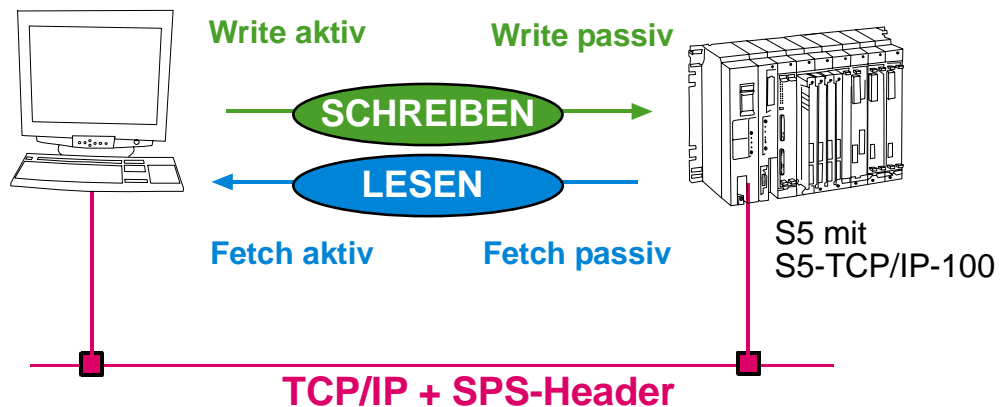 Write aktiv
Write passiv
SCHREIBEN
LESEN
Fetch aktiv
Fetch passiv
S5 mit
S5-TCP/IP-100
TCP/IP + SPS-Header